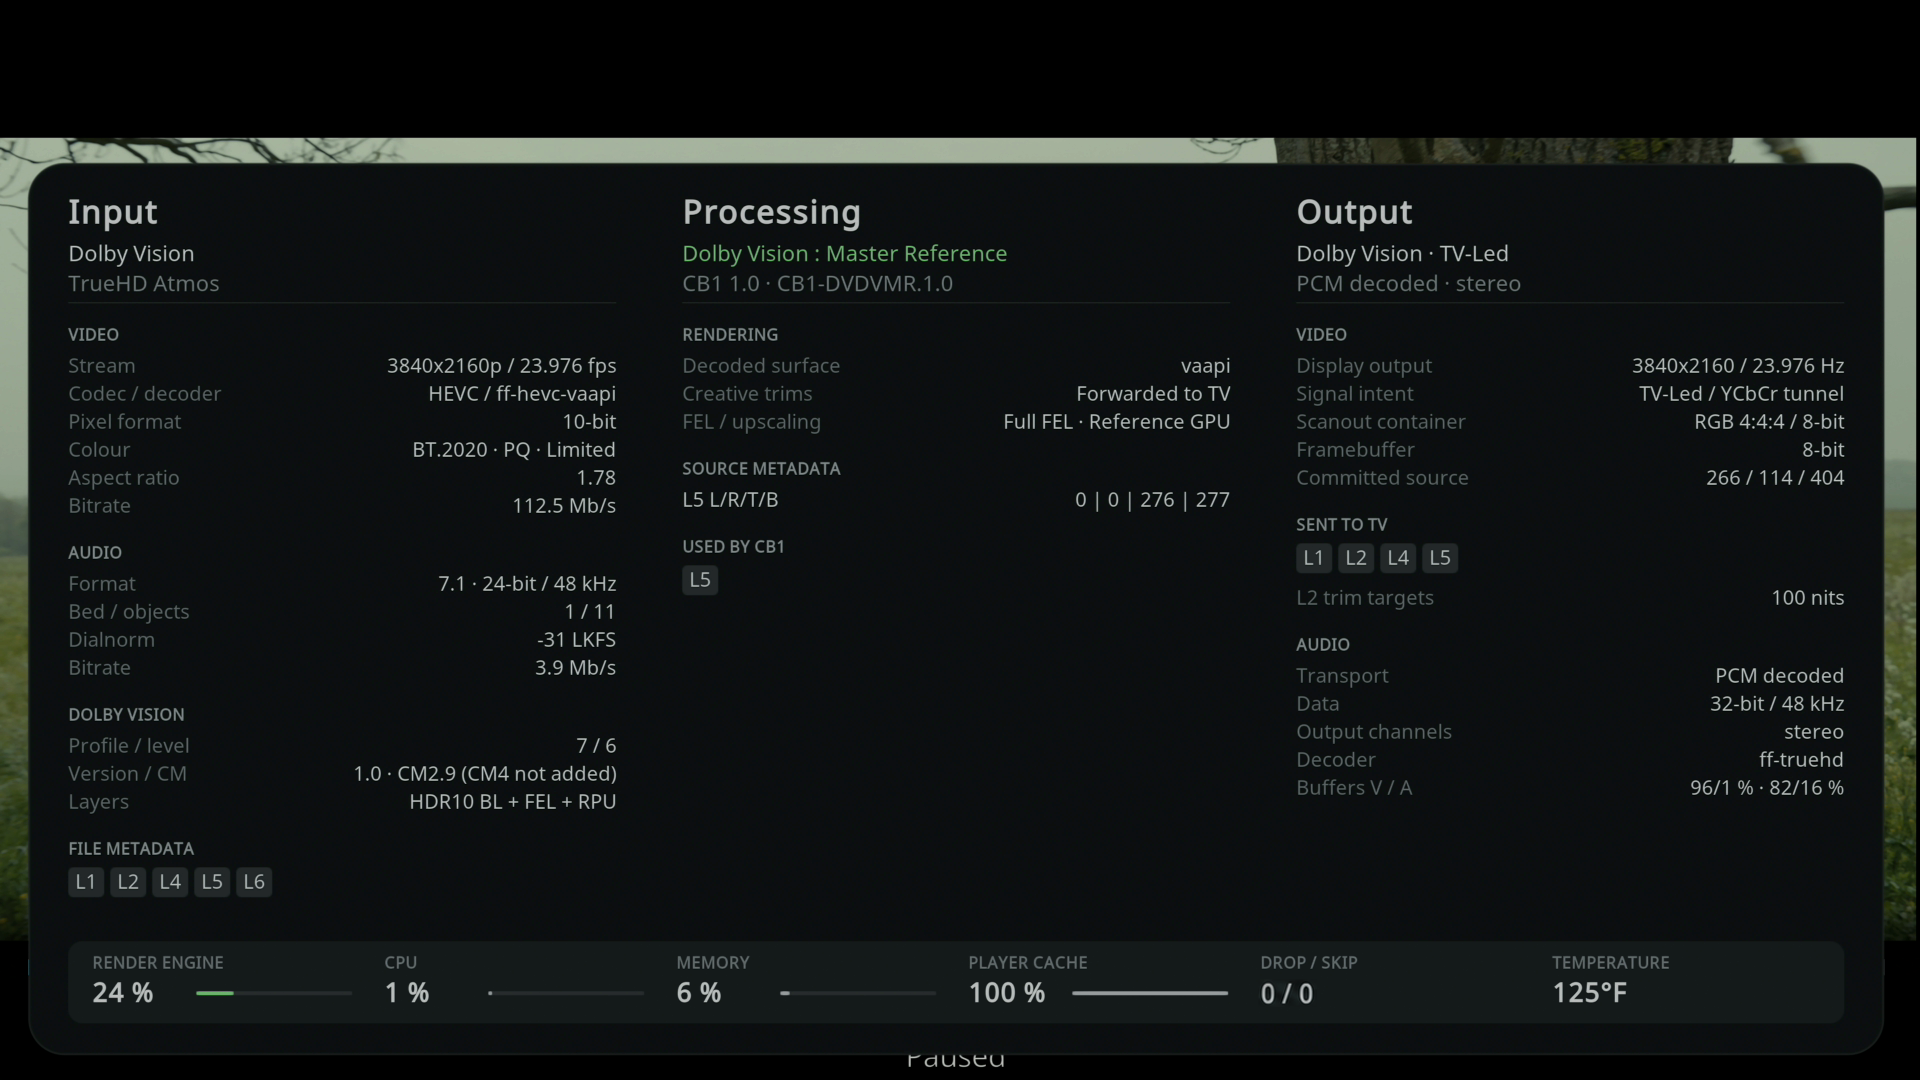 Input
Dolby Vision
TrueHD Atmos
VIDEO
Stream 3840x2160p / 23.976 fps
Codec / decoder HEVC / ff-hevc-vaapi
Pixel format 10-bit
Colour BT.2020 · PQ · Limited
Aspect ratio 1.78
Bitrate 112.5 Mb/s
AUDIO
Format 7.1 · 24-bit / 48 kHz
Bed / objects 1 / 11
Dialnorm -31 LKFS
Bitrate 3.9 Mb/s
DOLBY VISION
Profile / level 7 / 6
Version / CM 1.0 · CM2.9 (CM4 not added)
Layers HDR10 BL + FEL + RPU
FILE METADATA
L1 L2 L4 L5 L6
Processing
Dolby Vision : Master Reference
CB1 1.0 · CB1-DVDVMR.1.0
RENDERING
Decoded surface vaapi
Creative trims Forwarded to TV
FEL / upscaling Full FEL · Reference GPU
SOURCE METADATA
L5 L/R/T/B 0 | 0 | 276 | 277
USED BY CB1
L5
Output
Dolby Vision · TV-Led
PCM decoded · stereo
VIDEO
Display output 3840x2160 / 23.976 Hz
Signal intent TV-Led / YCbCr tunnel
Scanout container RGB 4:4:4 / 8-bit
Framebuffer 8-bit
Committed source 266 / 114 / 404
SENT TO TV
L1 L2 L4 L5
L2 trim targets 100 nits
AUDIO
Transport PCM decoded
Data 32-bit / 48 kHz
Output channels stereo
Decoder ff-truehd
Buffers V / A 96/1 % · 82/16 %
RENDER ENGINE
24 %
CPU
1 %
MEMORY
6 %
PLAYER CACHE
100 %
DROP / SKIP
0 / 0
TEMPERATURE
125°F
Paused